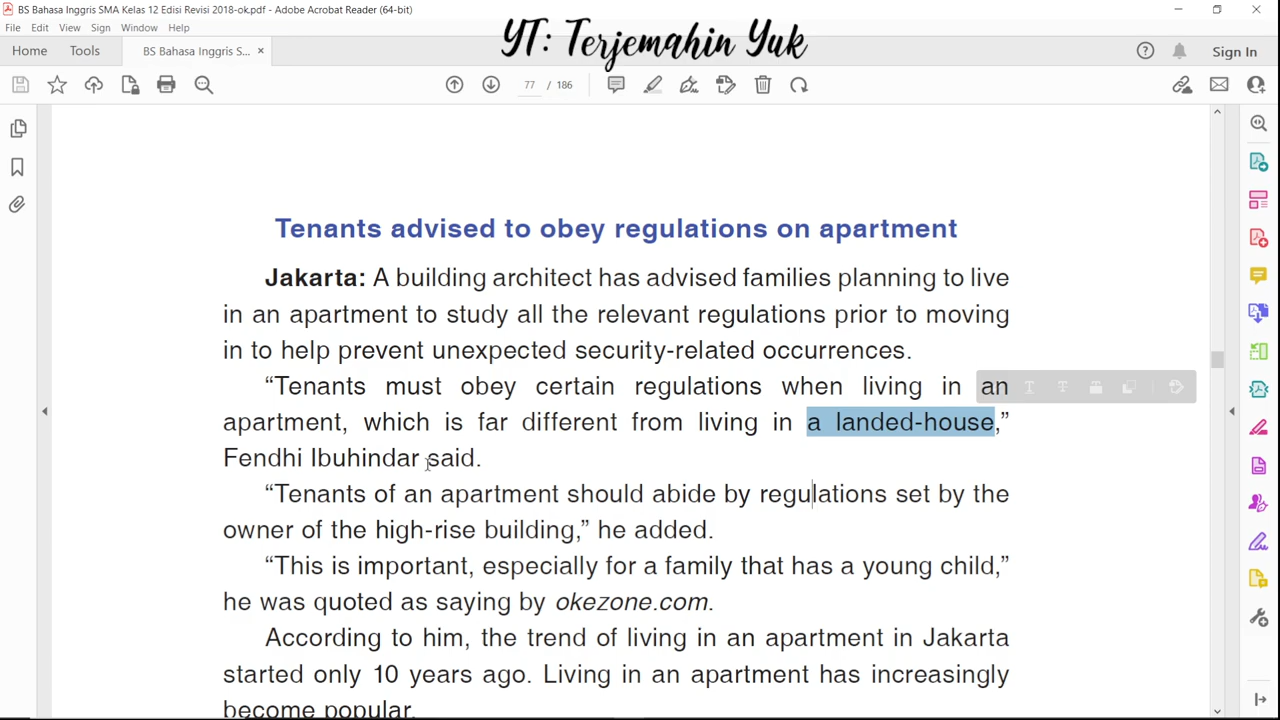 BS Bahasa Inggris SMA Kelas 12 Edisi Revisi 2018-ok.pdf - Adobe Acrobat Reader (64-bit)
File Edit View Sign Window Help
YT: Terjemahin Yuk
Home Tools BS Bahasa Inggris S... × Sign In
77 / 186
Tenants advised to obey regulations on apartment
Jakarta: A building architect has advised families planning to live
in an apartment to study all the relevant regulations prior to moving
in to help prevent unexpected security-related occurrences.
“Tenants must obey certain regulations when living in an
apartment, which is far different from living in a landed-house,”
Fendhi Ibuhindar said.
“Tenants of an apartment should abide by regulations set by the
owner of the high-rise building,” he added.
“This is important, especially for a family that has a young child,”
he was quoted as saying by okezone.com.
According to him, the trend of living in an apartment in Jakarta
started only 10 years ago. Living in an apartment has increasingly
become popular.